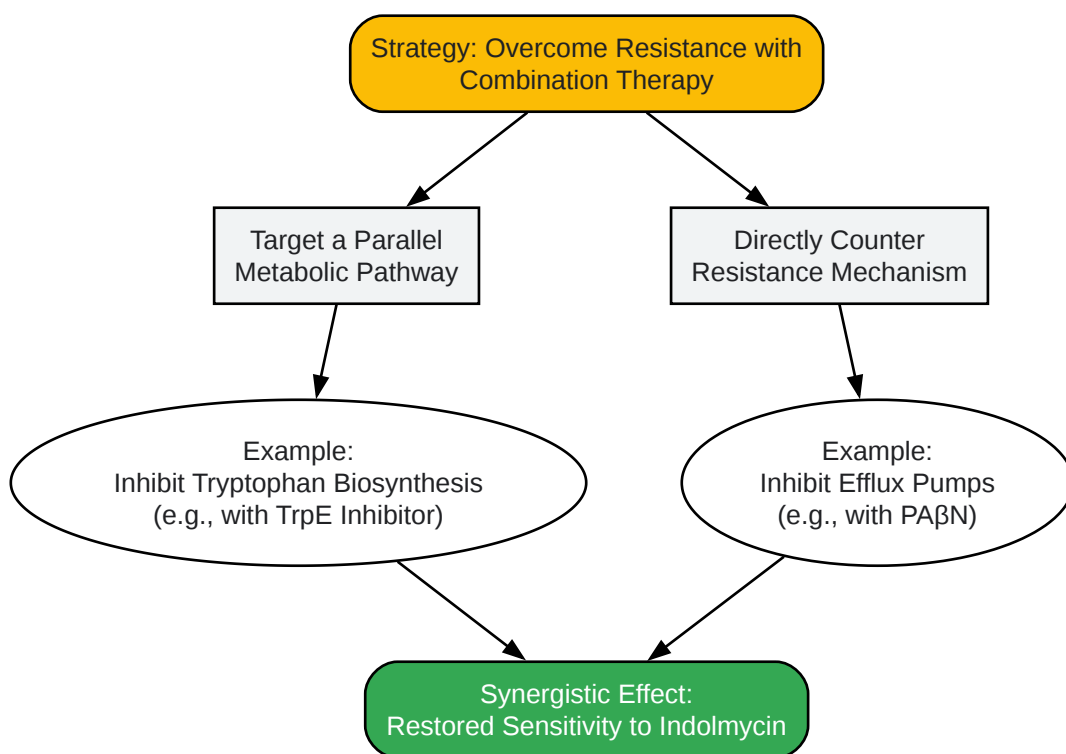 Strategy: Overcome Resistance with
Combination Therapy
Target a Parallel
Metabolic Pathway
Directly Counter
Resistance Mechanism
Example:
Inhibit Tryptophan Biosynthesis
(e.g., with TrpE Inhibitor)
Example:
Inhibit Efflux Pumps
(e.g., with PAβN)
Synergistic Effect:
Restored Sensitivity to Indolmycin